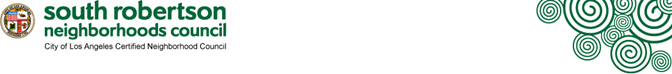 south robertson
neighborhoods council
City of Los Angeles Certified Neighborhood Council